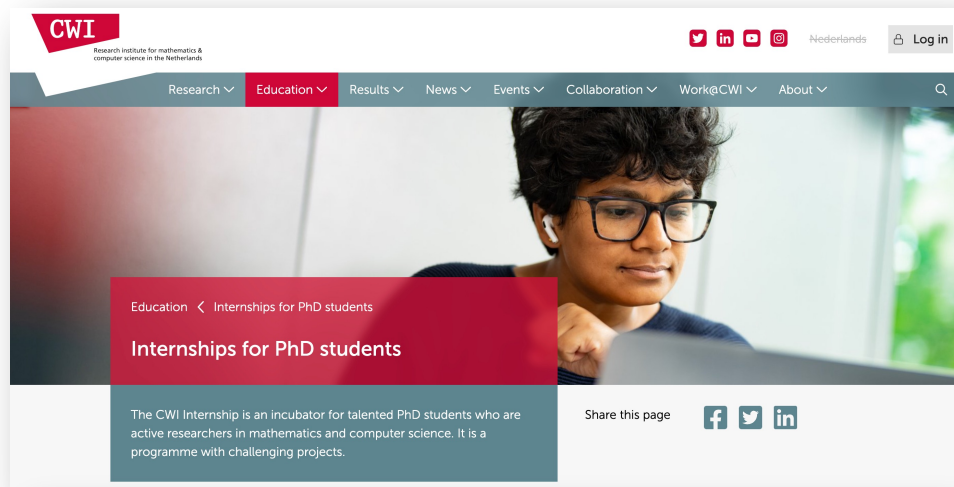 CWI
Research institute for mathematics &
computer science in the Netherlands
Nederlands
Log in
Research Education Results News Events Collaboration Work@CWI About
Education Internships for PhD students
Internships for PhD students
The CWI Internship is an incubator for talented PhD students who are
active researchers in mathematics and computer science. It is a
programme with challenging projects.
Share this page